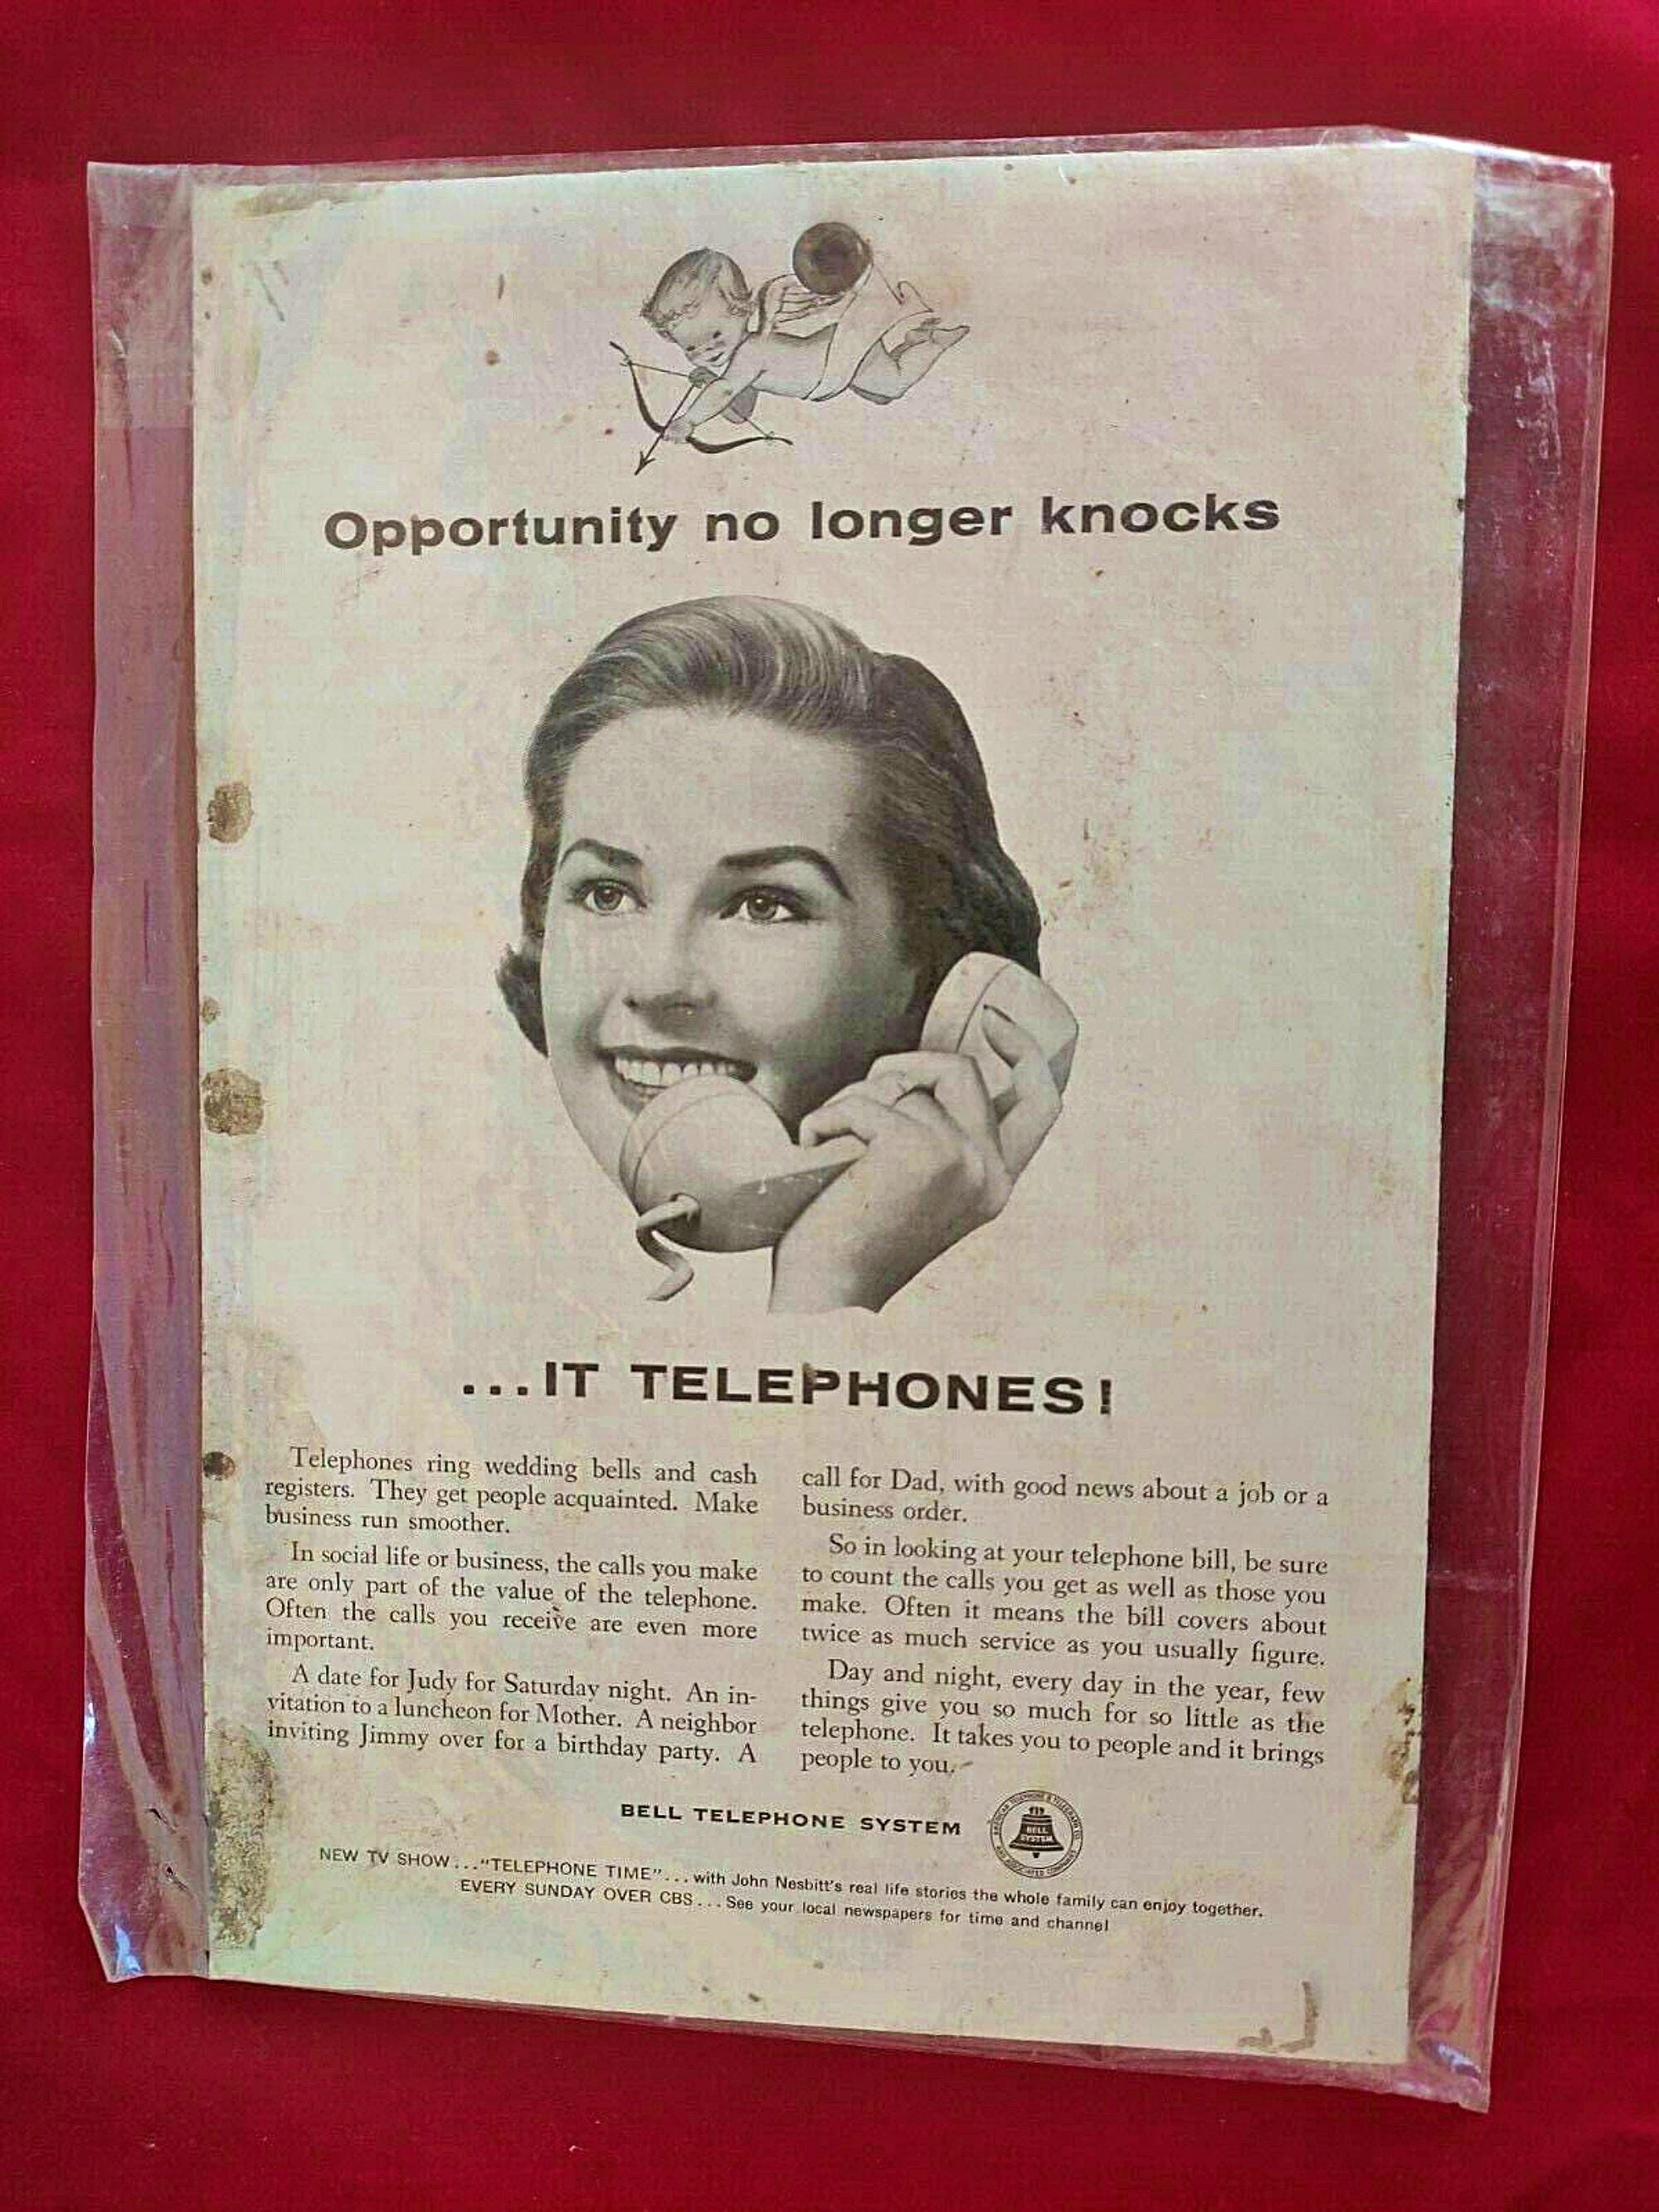 Opportunity no longer knocks
...IT TELEPHONES!
Telephones ring wedding bells and cash
registers. They get people acquainted. Make
business run smoother.
In social life or business, the calls you make
are only part of the value of the telephone.
Often the calls you receive are even more
important.
A date for Judy for Saturday night. An in-
vitation to a luncheon for Mother. A neighbor
inviting Jimmy over for a birthday party. A
call for Dad, with good news about a job or a
business order.
So in looking at your telephone bill, be sure
to count the calls you get as well as those you
make. Often it means the bill covers about
twice as much service as you usually figure.
Day and night, every day in the year, few
things give you so much for so little as the
telephone. It takes you to people and it brings
people to you.
BELL TELEPHONE SYSTEM
AMERICAN TELEPHONE & TELEGRAPH CO.
AND ASSOCIATED COMPANIES
BELL
SYSTEM
NEW TV SHOW..."TELEPHONE TIME"...with John Nesbitt's real life stories the whole family can enjoy together.
EVERY SUNDAY OVER CBS...See your local newspapers for time and channel